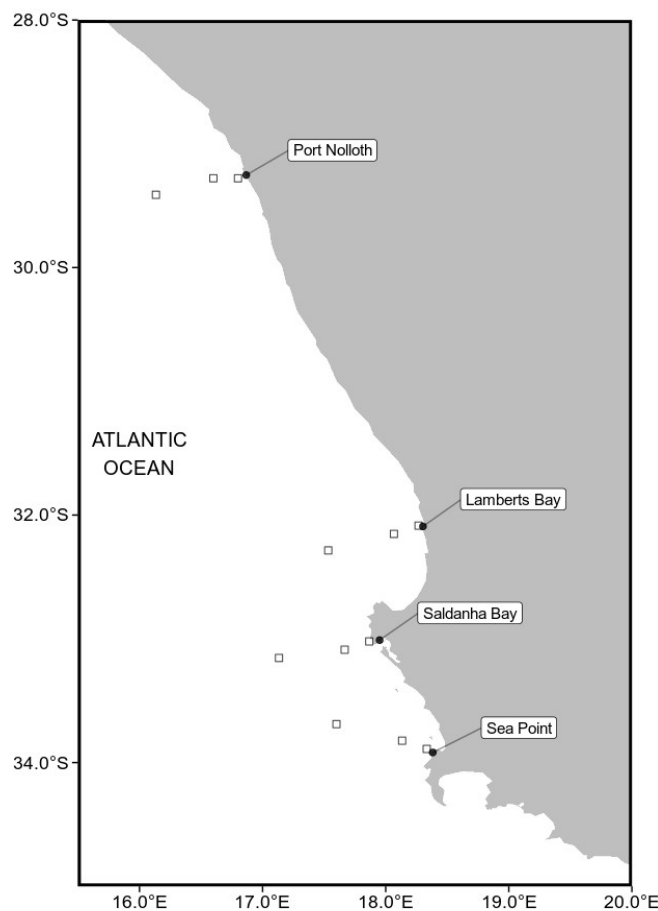 28.0°S
Port Nolloth
30.0°S
ATLANTIC
OCEAN
32.0°S
Lamberts Bay
Saldanha Bay
Sea Point
34.0°S
16.0°E 17.0°E 18.0°E 19.0°E 20.0°E